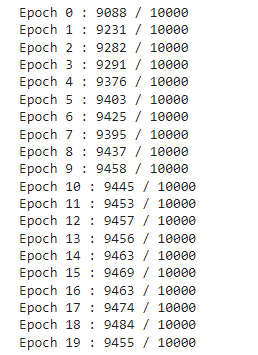 Epoch 0 : 9088 / 10000
Epoch 1 : 9231 / 10000
Epoch 2 : 9282 / 10000
Epoch 3 : 9291 / 10000
Epoch 4 : 9376 / 10000
Epoch 5 : 9403 / 10000
Epoch 6 : 9425 / 10000
Epoch 7 : 9395 / 10000
Epoch 8 : 9437 / 10000
Epoch 9 : 9458 / 10000
Epoch 10 : 9445 / 10000
Epoch 11 : 9453 / 10000
Epoch 12 : 9457 / 10000
Epoch 13 : 9456 / 10000
Epoch 14 : 9463 / 10000
Epoch 15 : 9469 / 10000
Epoch 16 : 9463 / 10000
Epoch 17 : 9474 / 10000
Epoch 18 : 9484 / 10000
Epoch 19 : 9455 / 10000